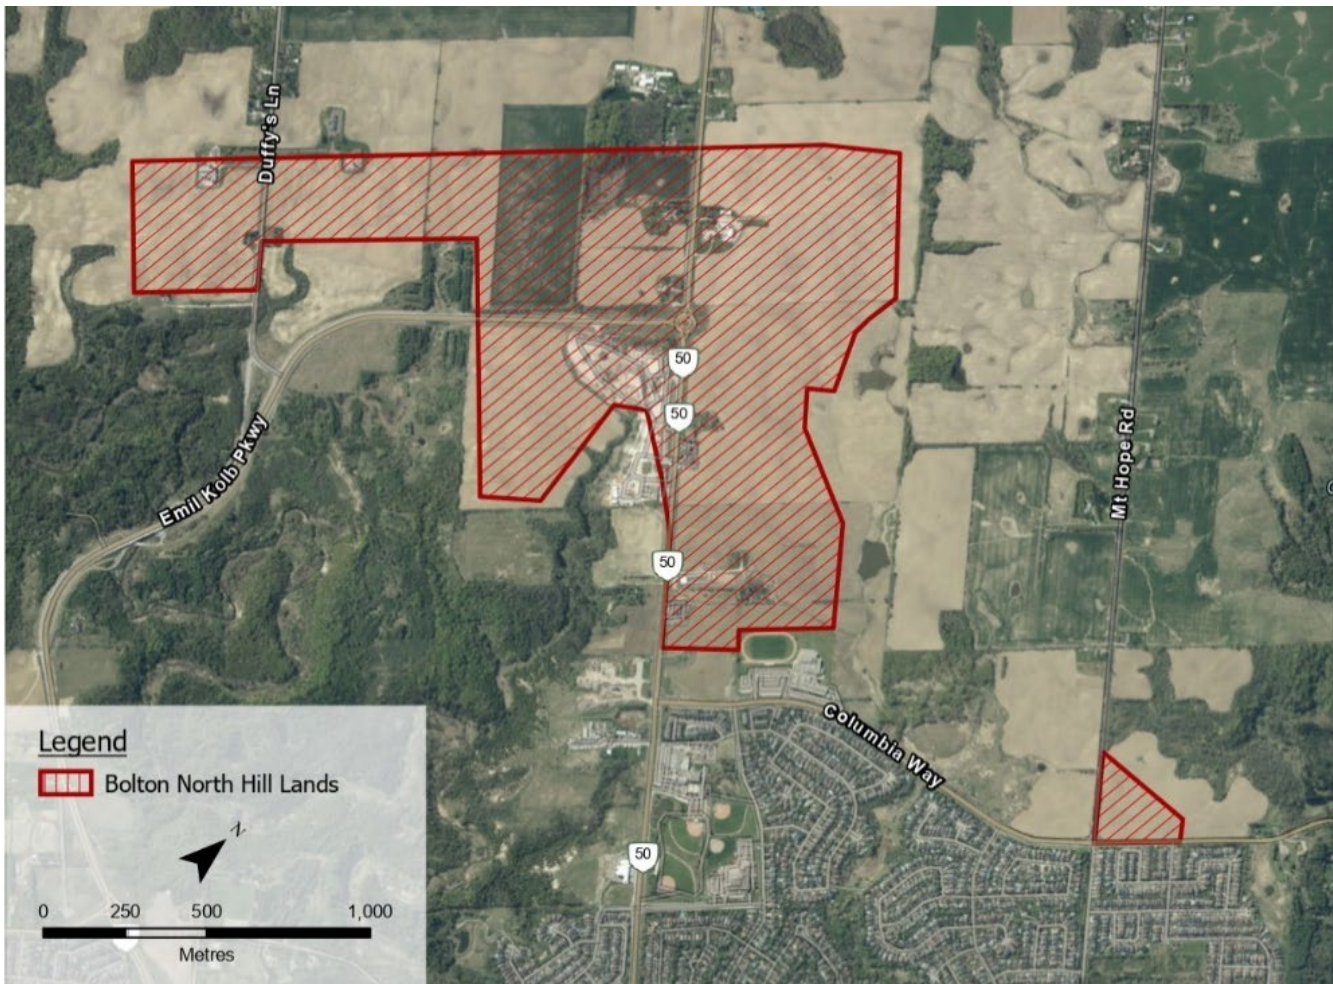 Duffy's Ln
50
50
Emil Kolb Pkwy
Mt Hope Rd
50
Columbia Way
Legend
Bolton North Hill Lands
N
50
0 250 500 1,000
Metres